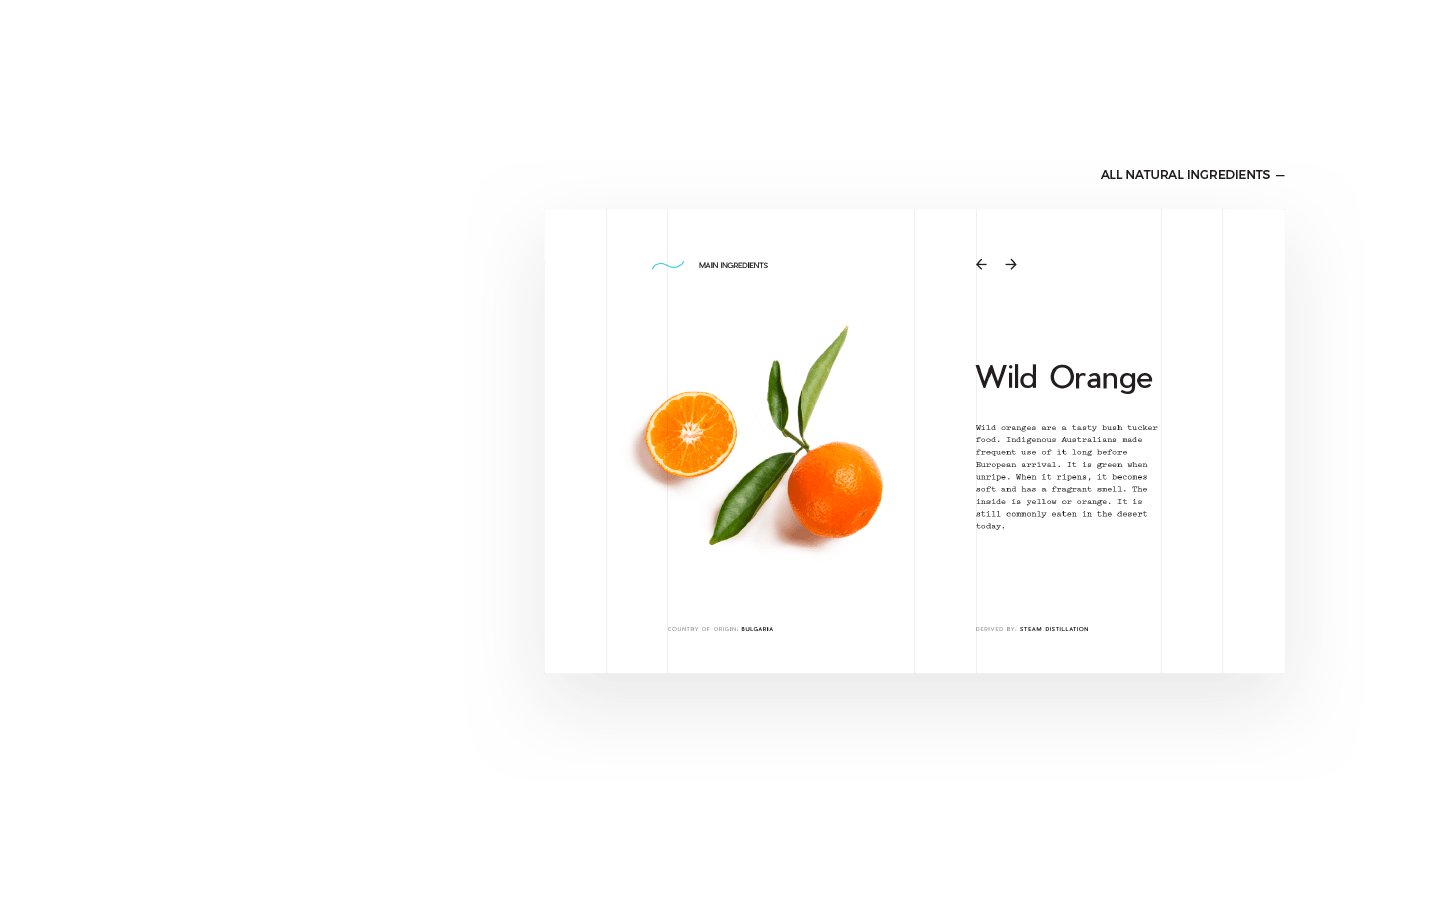 ALL NATURAL INGREDIENTS —
MAIN INGREDIENTS
Wild Orange
Wild oranges are a tasty bush tucker
food. Indigenous Australians made
frequent use of it long before
European arrival. It is green when
unripe. When it ripens, it becomes
soft and has a fragrant smell. The
inside is yellow or orange. It is
still commonly eaten in the desert
today.
COUNTRY OF ORIGIN: BULGARIA
DERIVED BY: STEAM DISTILLATION